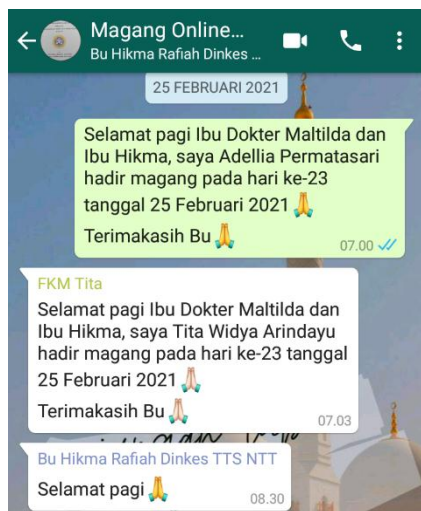 Magang Online...
Bu Hikma Rafiah Dinkes ...
25 FEBRUARI 2021
Selamat pagi Ibu Dokter Maltilda dan
Ibu Hikma, saya Adellia Permatasari
hadir magang pada hari ke-23
tanggal 25 Februari 2021🙏
Terimakasih Bu🙏
07.00
FKM Tita
Selamat pagi Ibu Dokter Maltilda dan
Ibu Hikma, saya Tita Widya Arindayu
hadir magang pada hari ke-23 tanggal
25 Februari 2021🙏🏻
Terimakasih Bu🙏🏻
07.03
Bu Hikma Rafiah Dinkes TTS NTT
Selamat pagi🙏
08.30